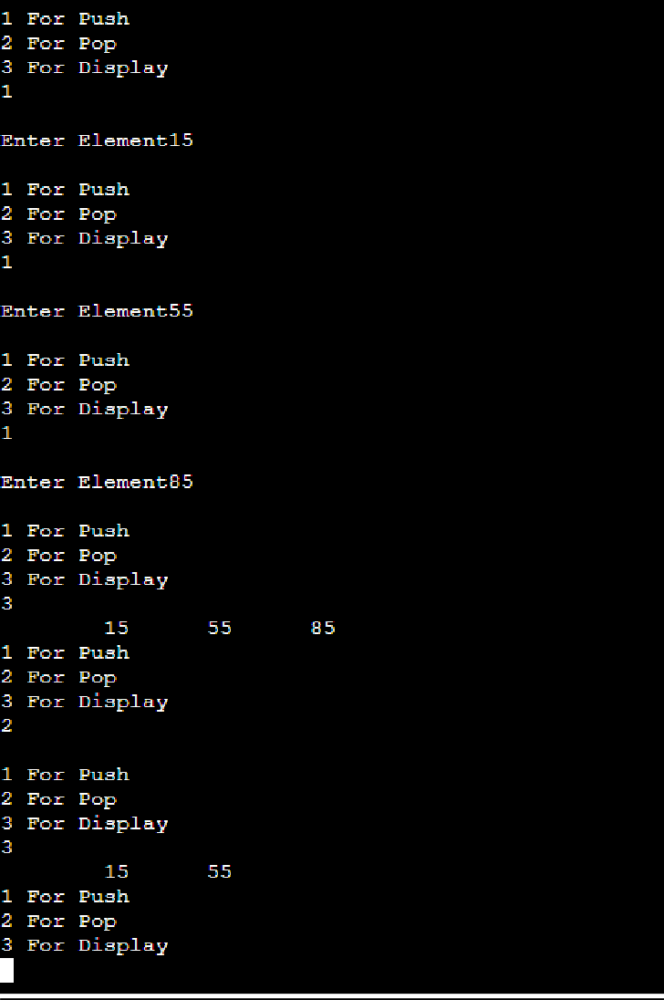 1 For Push
2 For Pop
3 For Display
1
Enter Element15
1 For Push
2 For Pop
3 For Display
1
Enter Element55
1 For Push
2 For Pop
3 For Display
1
Enter Element85
1 For Push
2 For Pop
3 For Display
3
15 55 85
1 For Push
2 For Pop
3 For Display
2
1 For Push
2 For Pop
3 For Display
3
15 55
1 For Push
2 For Pop
3 For Display